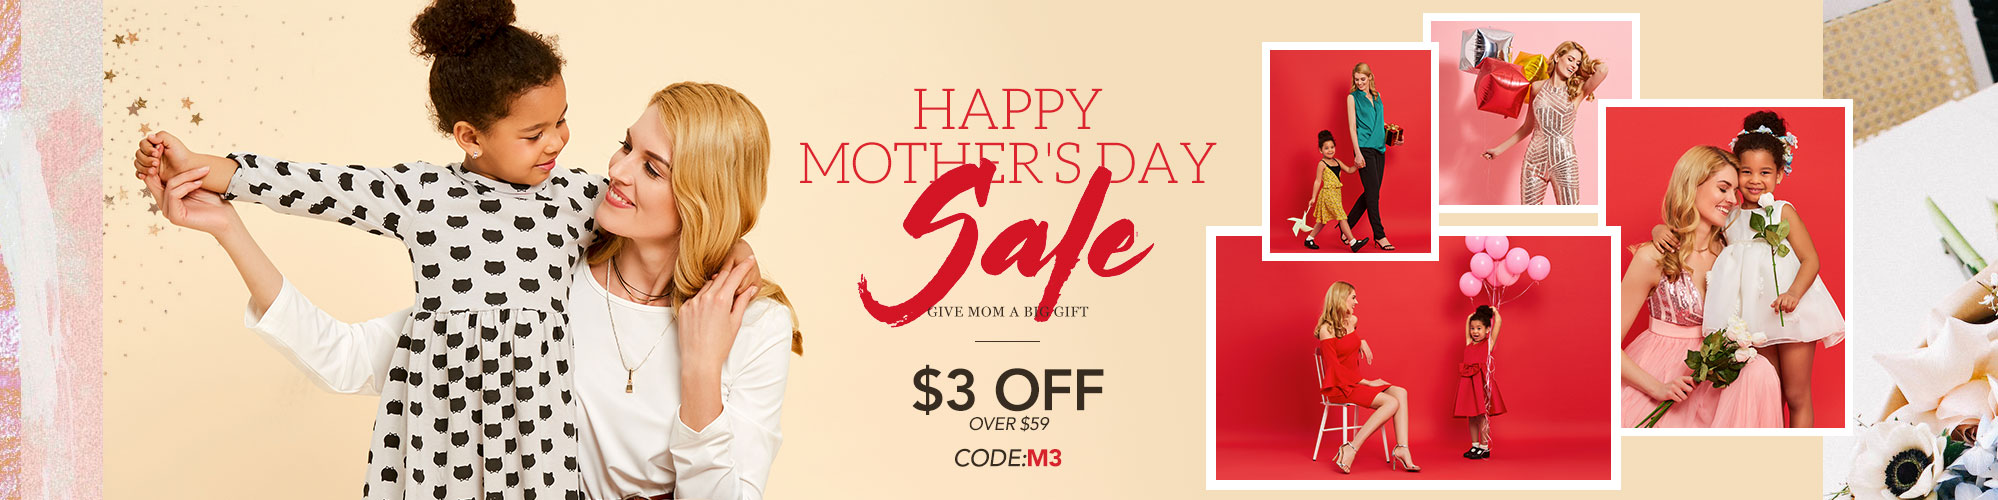 HAPPY
MOTHER'S DAY
Sale
GIVE MOM A BIG GIFT
$3 OFF
OVER $59
CODE:M3